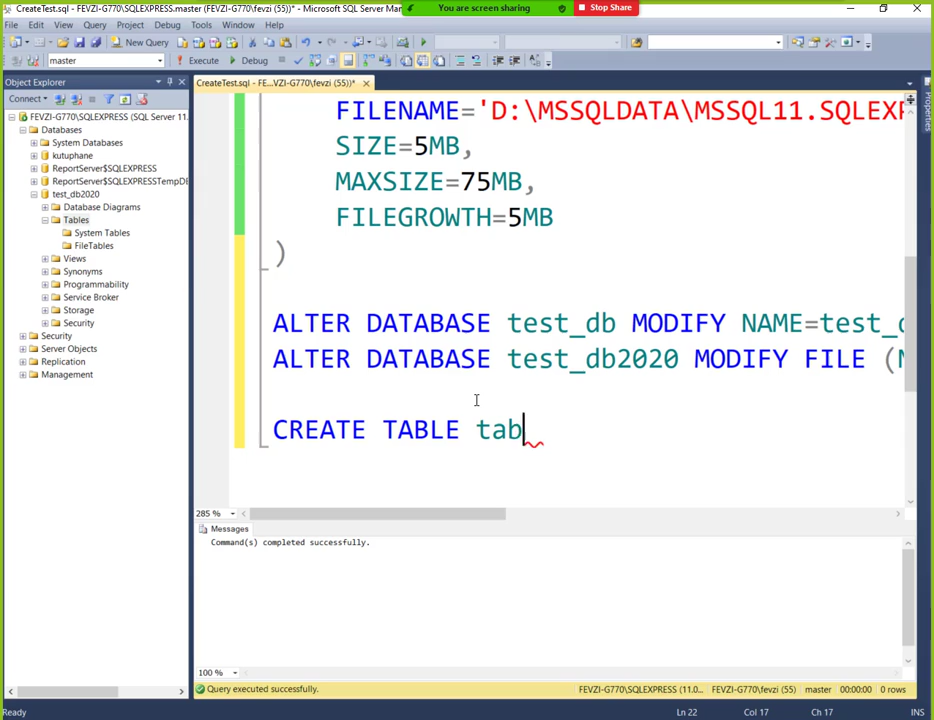 CreateTest.sql - FEVZI-G770\SQLEXPRESS.master (FEVZI-G770\fevzi (55))* - Microsoft SQL Server Man
You are screen sharing
Stop Share
File Edit View Query Project Debug Tools Window Help
New Query
master
Execute
Debug
Object Explorer
CreateTest.sql - FE...VZI-G770\fevzi (55))*
Properties
Connect
FEVZI-G770\SQLEXPRESS (SQL Server 11.
Databases
System Databases
kutuphane
ReportServer$SQLEXPRESS
ReportServer$SQLEXPRESSTempDB
test_db2020
Database Diagrams
Tables
System Tables
FileTables
Views
Synonyms
Programmability
Service Broker
Storage
Security
Security
Server Objects
Replication
Management
FILENAME='D:\MSSQLDATA\MSSQL11.SQLEXP
SIZE=5MB,
MAXSIZE=75MB,
FILEGROWTH=5MB
)
ALTER DATABASE test_db MODIFY NAME=test_d
ALTER DATABASE test_db2020 MODIFY FILE (N
CREATE TABLE tab
285 %
Messages
Command(s) completed successfully.
100 %
Query executed successfully.
FEVZI-G770\SQLEXPRESS (11.0... FEVZI-G770\fevzi (55) master 00:00:00 0 rows
Ready
Ln 22 Col 17 Ch 17 INS